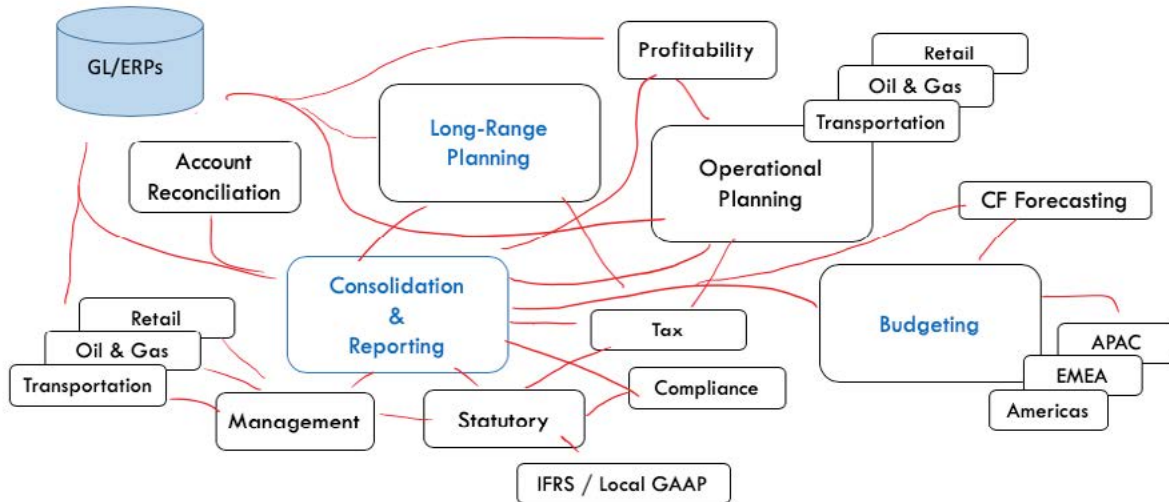 GL/ERPs
Profitability
Retail
Oil & Gas
Transportation
Long-Range
Planning
Account
Reconciliation
Operational
Planning
CF Forecasting
Consolidation
&
Reporting
Budgeting
Retail
Oil & Gas
Transportation
Tax
APAC
EMEA
Americas
Compliance
Management
Statutory
IFRS / Local GAAP